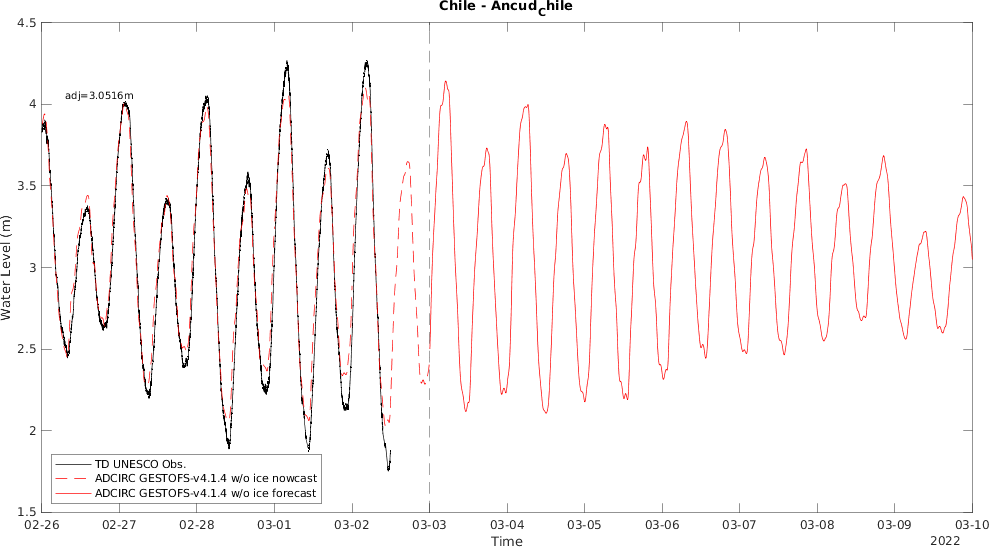 Chile - Ancud_Chile
adj=3.0516m
4.5
4
3.5
3
2.5
2
1.5
Water Level (m)
TD UNESCO Obs.
ADCIRC GESTOFS-v4.1.4 w/o ice nowcast
ADCIRC GESTOFS-v4.1.4 w/o ice forecast
02-26 02-27 02-28 03-01 03-02 03-03 03-04 03-05 03-06 03-07 03-08 03-09 03-10
Time
2022